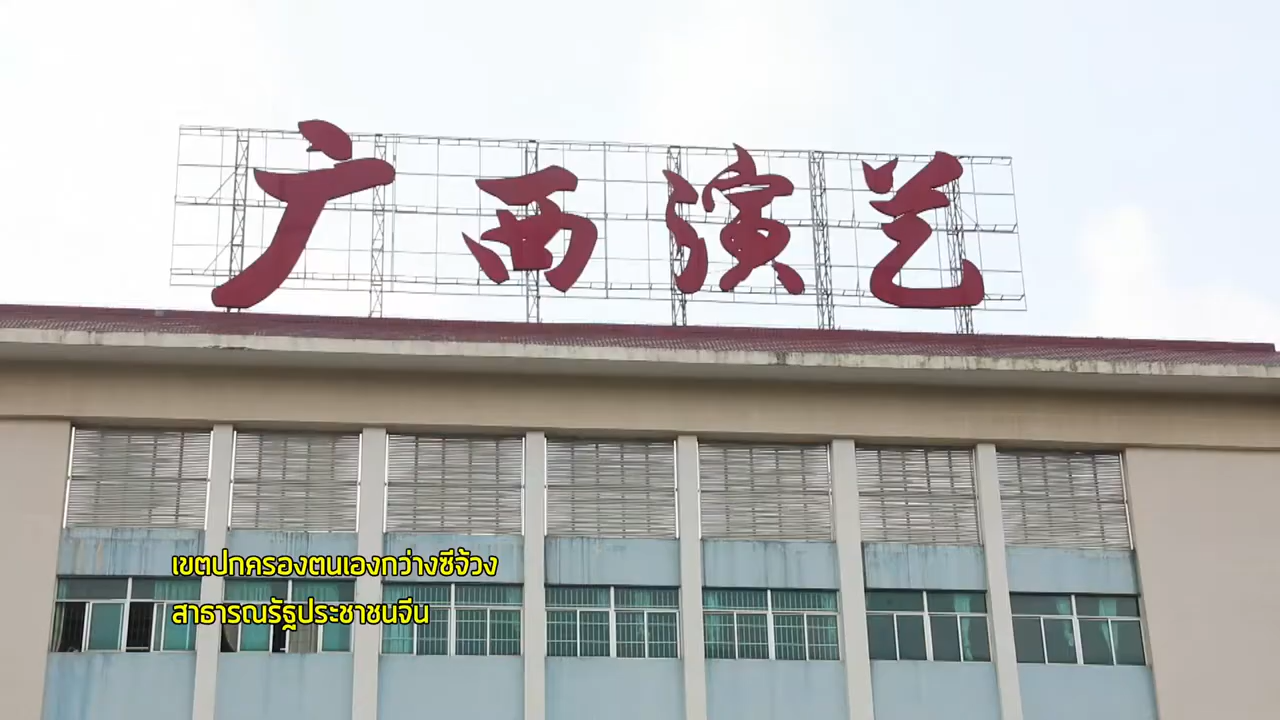 广西演艺
เขตปกครองตนเองกว่างซีจ้วง
สาธารณรัฐประชาชนจีน